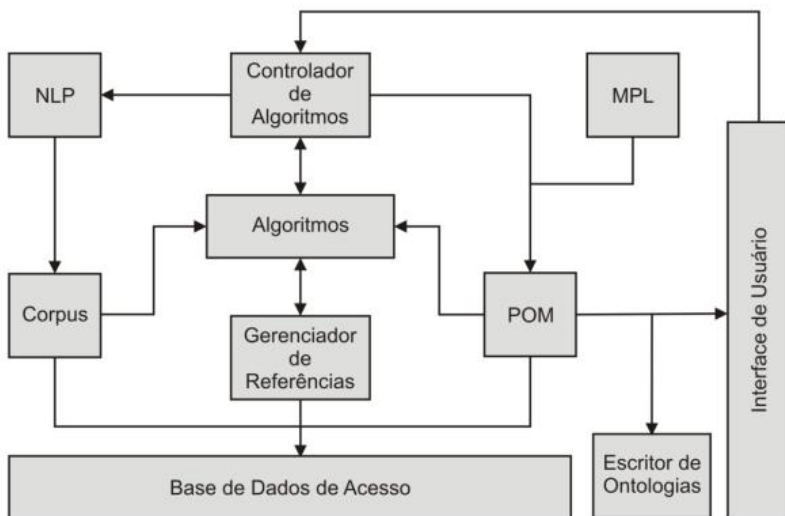 NLP
Controlador
de
Algoritmos
MPL
Algoritmos
Interface de Usuário
Corpus
POM
Gerenciador
de
Referências
Escritor de
Ontologias
Base de Dados de Acesso